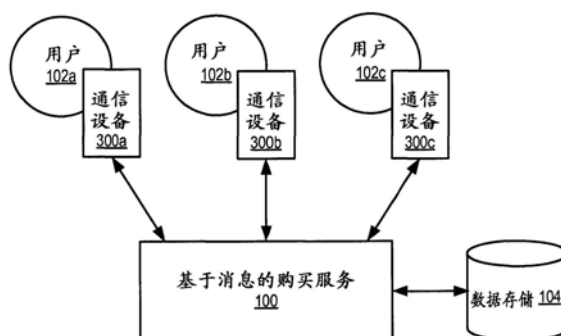 用户
102a
用户
102b
用户
102c
通信
设备
300a
通信
设备
300b
通信
设备
300c
基于消息的购买服务
100
数据存储 104